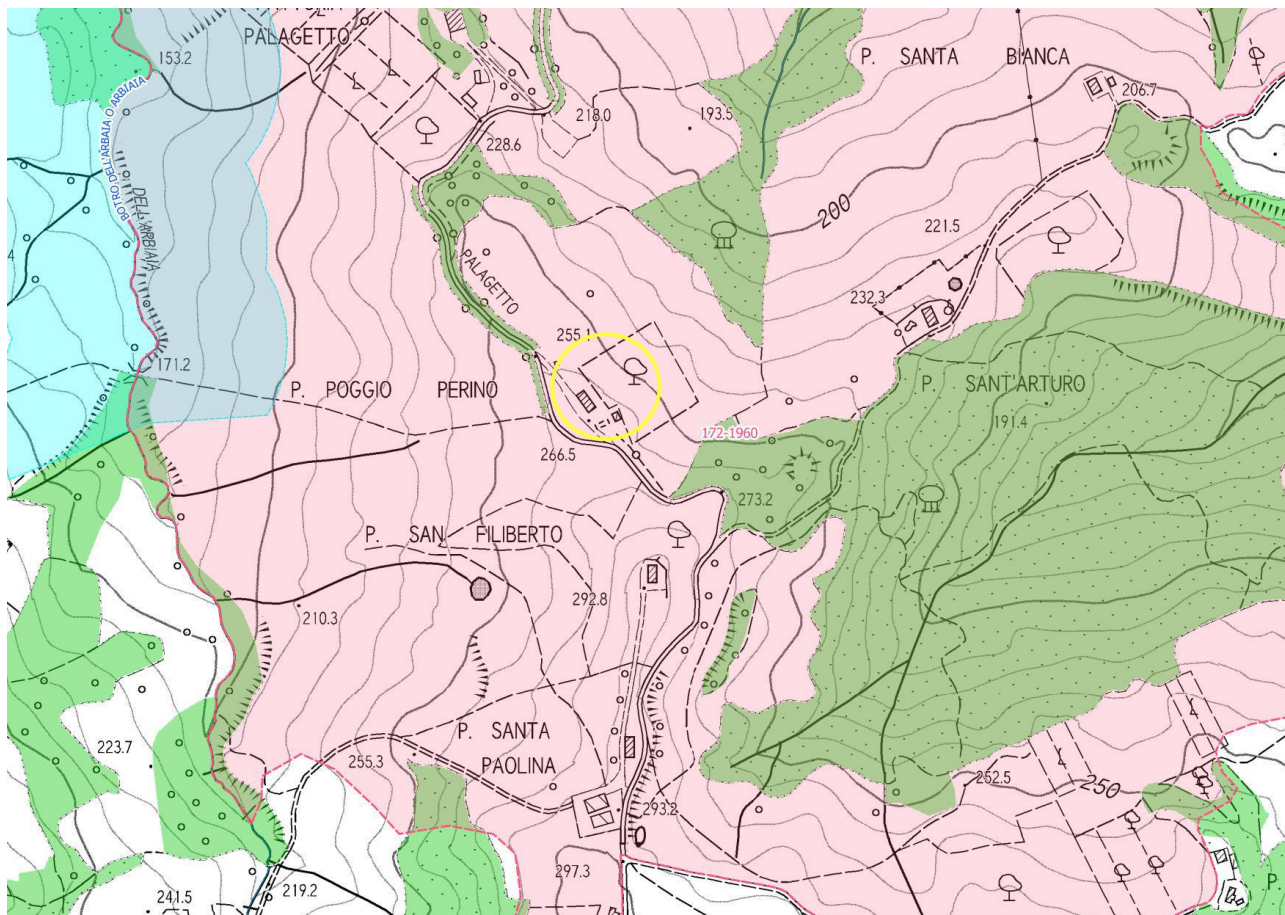 PALAGETTO
153.2
P. SANTA BIANCA
206.7
218.0
193.5
228.6
BOTRO DELL'ARBAIA O ARBIAIA
DELL'ARBIAIA
200
221.5
PALAGETTO
232.3
255.1
171.2
P. POGGIO PERINO
P. SANT'ARTURO
191.4
172-1960
266.5
273.2
P. SAN FILIBERTO
292.8
210.3
P. SANTA
PAOLINA
223.7
255.3
252.5
250
293.2
297.3
241.5
219.2
P.